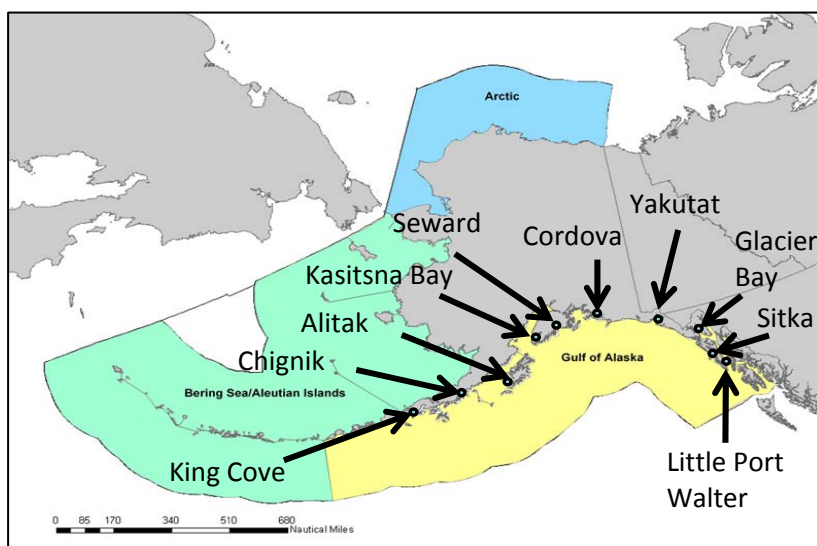 Arctic
Yakutat
Seward
Cordova
Glacier
Bay
Kasitsna Bay
Sitka
Alitak
Chignik
Gulf of Alaska
Bering Sea/Aleutian Islands
King Cove
Little Port
Walter
0 85 170 340 510 680
Nautical Miles